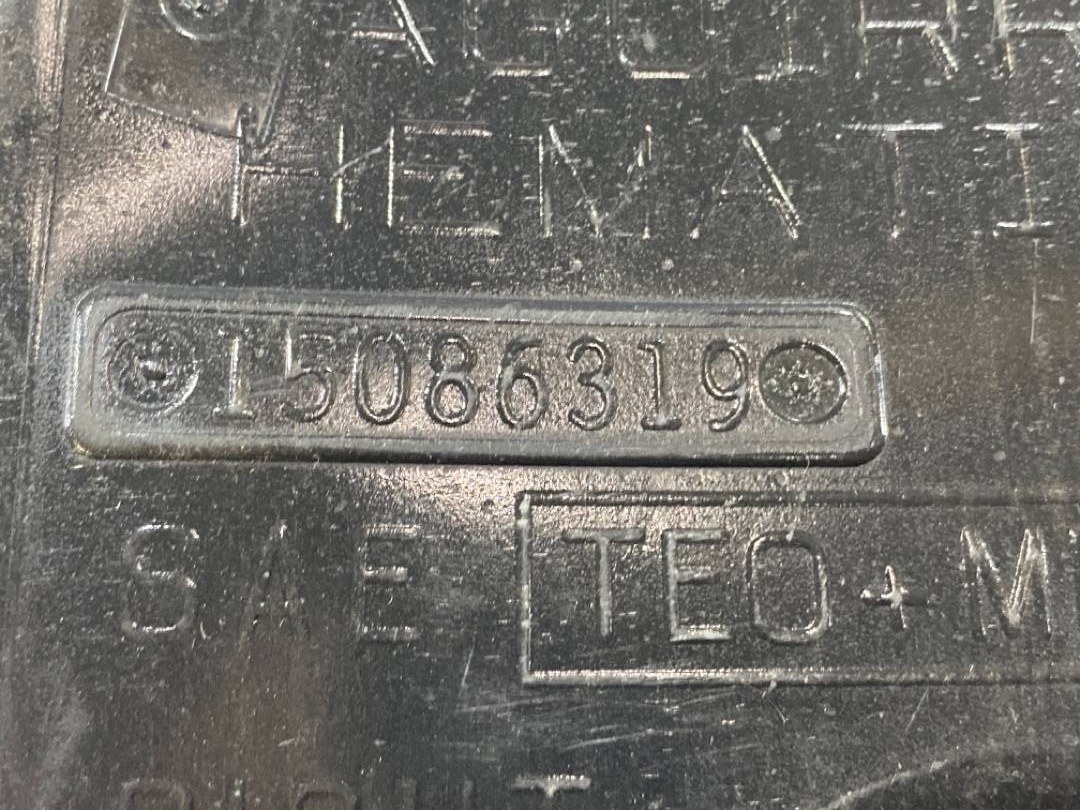 HEMATI
15086319
SAE TEO+M